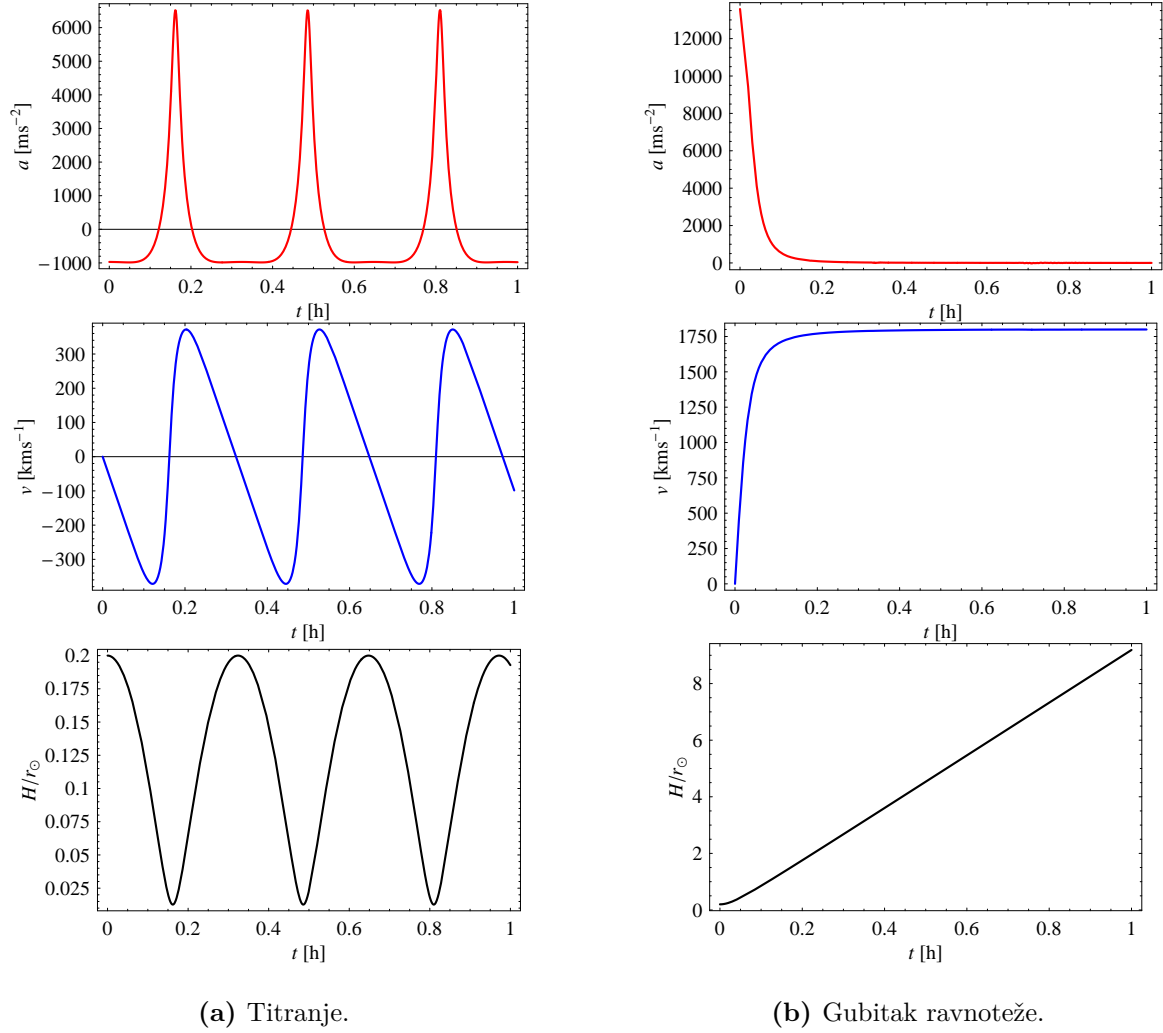 6000
5000
4000
3000
2000
1000
0
−1000
a [ms⁻²]
0 0.2 0.4 0.6 0.8 1
t [h]
300
200
100
0
−100
−200
−300
v [kms⁻¹]
0 0.2 0.4 0.6 0.8 1
t [h]
0.2
0.175
0.15
0.125
0.1
0.075
0.05
0.025
H/r⊙
0 0.2 0.4 0.6 0.8 1
t [h]
(a) Titranje.
12000
10000
8000
6000
4000
2000
0
a [ms⁻²]
0 0.2 0.4 0.6 0.8 1
t [h]
1750
1500
1250
1000
750
500
250
0
v [kms⁻¹]
0 0.2 0.4 0.6 0.8 1
t [h]
8
6
4
2
0
H/r⊙
0 0.2 0.4 0.6 0.8 1
t [h]
(b) Gubitak ravnoteže.